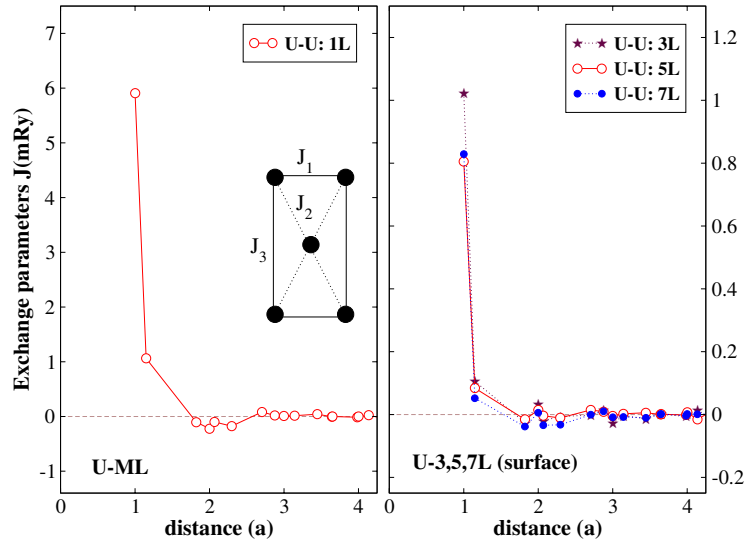 U-U: 1L
6
5
4
3
2
1
0
-1
Exchange parameters J(mRy)
J1
J2
J3
U-ML
0
1
2
3
4
distance (a)
U-U: 3L
U-U: 5L
U-U: 7L
1.2
1
0.8
0.6
0.4
0.2
0
-0.2
U-3,5,7L (surface)
0
1
2
3
4
distance (a)